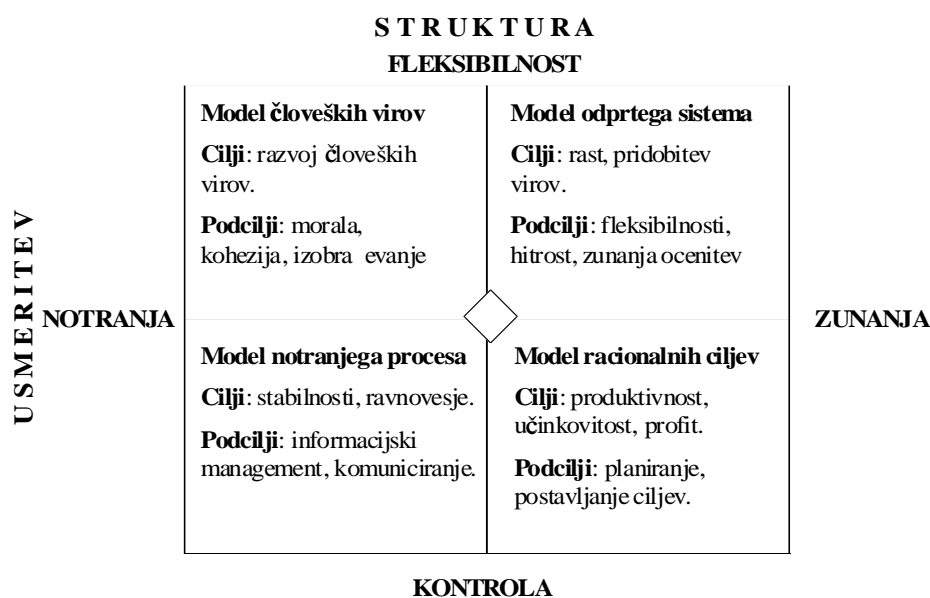 STRUKTURA
FLEKSIBILNOST
Model človeških virov
Cilji: razvoj človeških
virov.
Podcilji: morala,
kohezija, izobra evanje
Model odprtega sistema
Cilji: rast, pridobitev
virov.
Podcilji: fleksibilnosti,
hitrost, zunanja ocenitev
USMERITEV
NOTRANJA
ZUNANJA
Model notranjega procesa
Cilji: stabilnosti, ravnovesje.
Podcilji: informacijski
management, komuniciranje.
Model racionalnih ciljev
Cilji: produktivnost,
učinkovitost, profit.
Podcilji: planiranje,
postavljanje ciljev.
KONTROLA